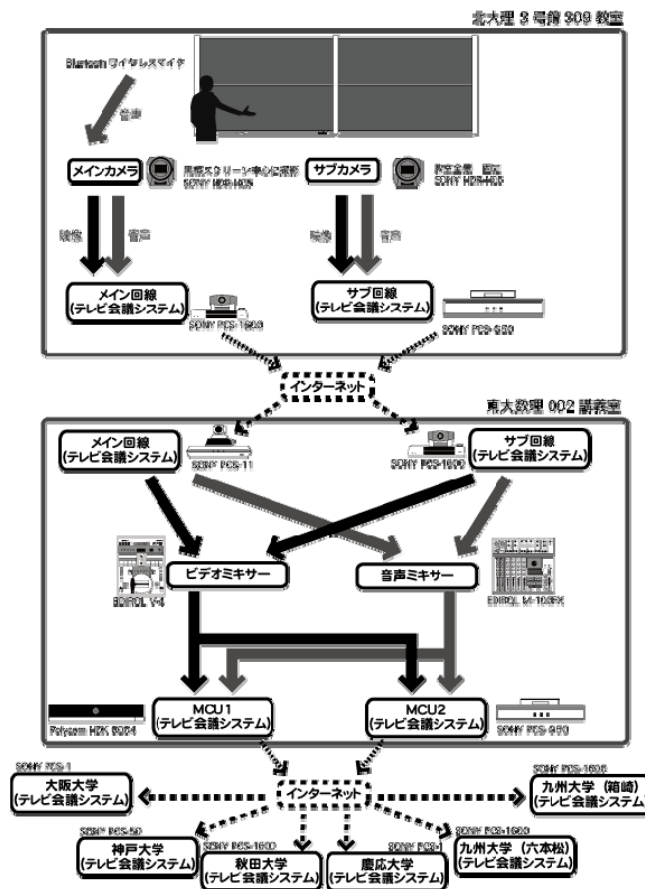 北大理 3 号館 309 教室
Bluetooth ワイヤレスマイク
音声
メインカメラ
サブカメラ
映像
音声
映像
音声
メイン回線
(テレビ会議システム)
SONY PCS-1600
サブ回線
(テレビ会議システム)
SONY PCS-G50
インターネット
東大数理 002 講義室
メイン回線
(テレビ会議システム)
SONY PCS-11
SONY PCS-1600
サブ回線
(テレビ会議システム)
ビデオミキサー
EDIROL V-4
音声ミキサー
EDIROL M-100FX
MCU1
(テレビ会議システム)
MCU2
(テレビ会議システム)
SONY PCS-G50
SONY PCS-1
大阪大学
(テレビ会議システム)
インターネット
九州大学（箱崎）
(テレビ会議システム)
SONY PCS-50
神戸大学
(テレビ会議システム)
SONY PCS-1600
秋田大学
(テレビ会議システム)
SONY PCS-1
慶応大学
(テレビ会議システム)
SONY PCS-1600
九州大学（六本松）
(テレビ会議システム)